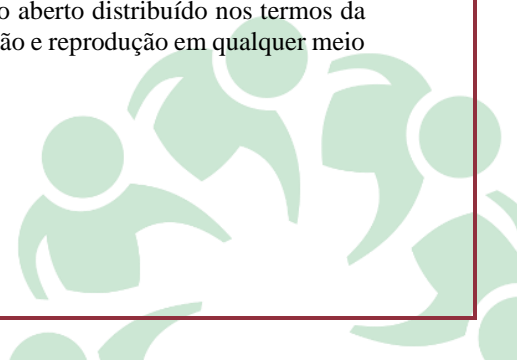 o aberto distribuído nos termos da
ão e reprodução em qualquer meio